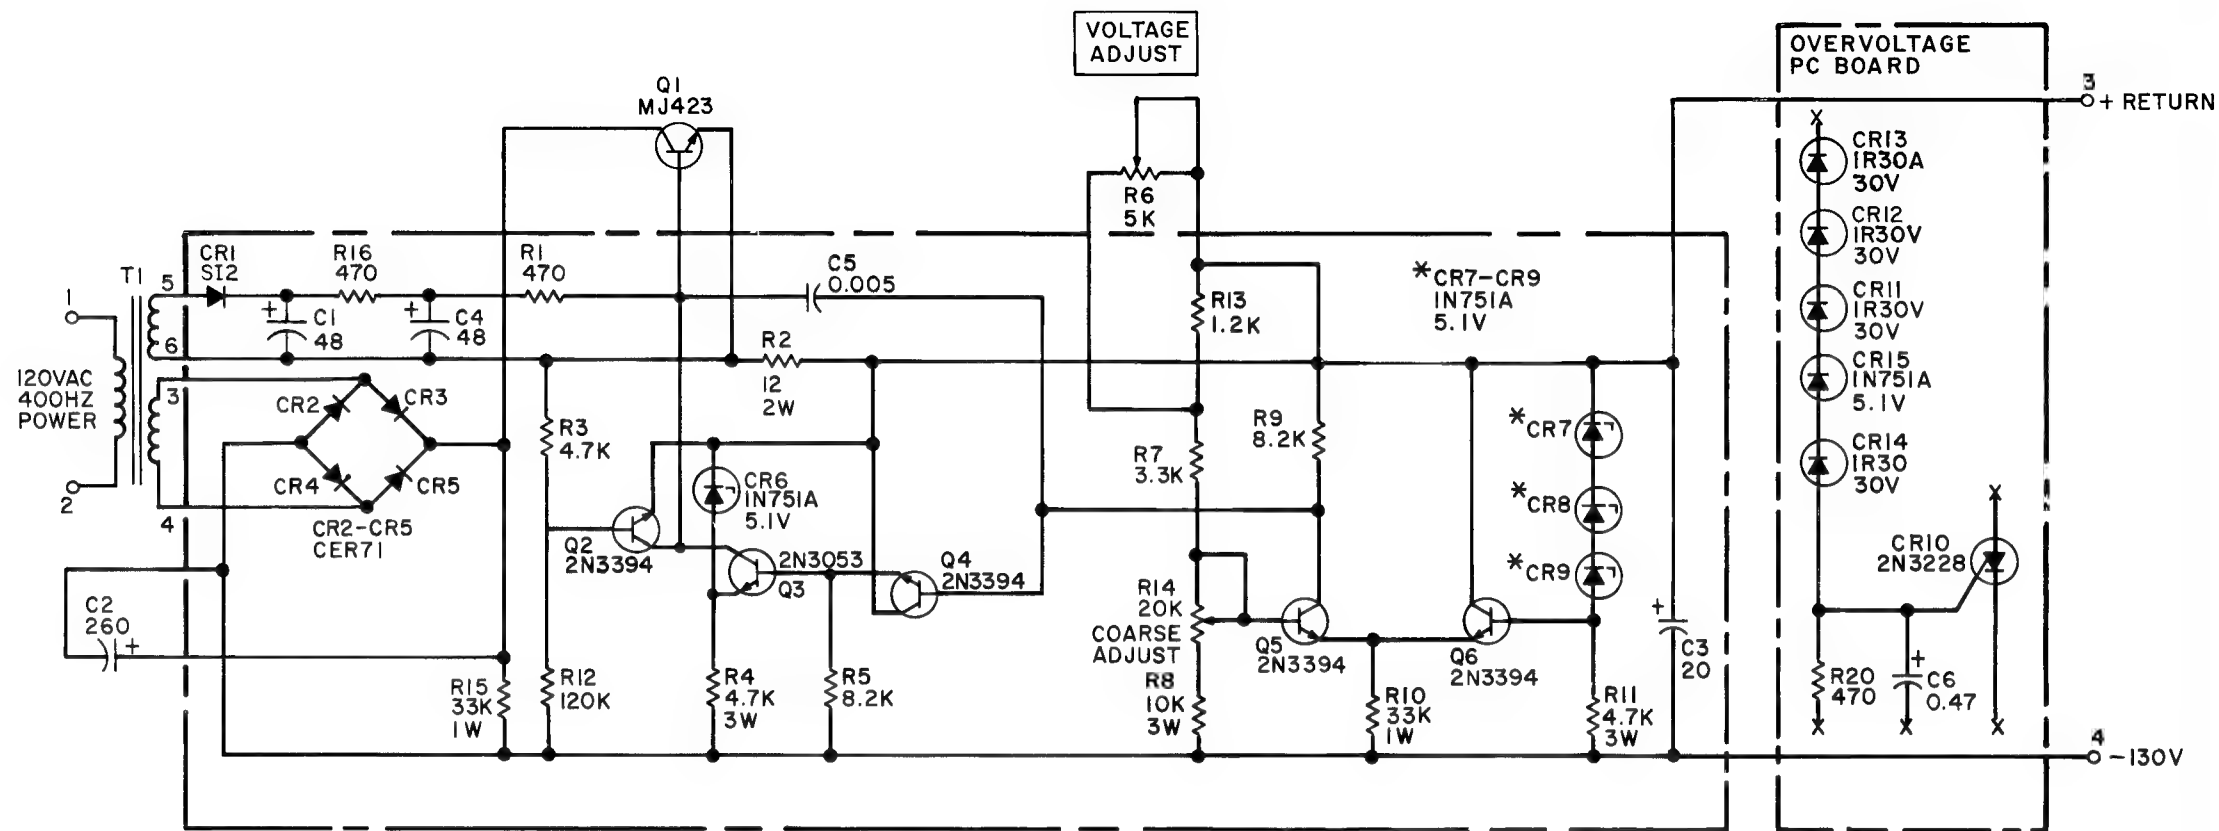 VOLTAGE
ADJUST
OVERVOLTAGE
PC BOARD
3
+ RETURN
Q1
MJ423
R6
5K
X
CR13
1R30A
30V
CR12
1R30V
30V
CR11
1R30V
30V
CR15
1N751A
5.1V
CR14
1R30
30V
X
CR10
2N3228
R20
470
+
C6
0.47
X
X
X
4
-130V
T1
5
6
3
4
1
2
120VAC
400HZ
POWER
CR1
SI2
R16
470
R1
470
C5
0.005
+
C1
48
+
C4
48
R2
12
2W
R13
1.2K
*CR7-CR9
1N751A
5.1V
CR2
CR3
CR4
CR5
CR2-CR5
CER71
R3
4.7K
CR6
1N751A
5.1V
R7
3.3K
R9
8.2K
*CR7
*CR8
*CR9
Q2
2N3394
2N3053
Q3
Q4
2N3394
R14
20K
COARSE
ADJUST
Q5
2N3394
Q6
2N3394
C2
260
+
R15
33K
1W
R12
120K
R4
4.7K
3W
R5
8.2K
R8
10K
3W
R10
33K
1W
R11
4.7K
3W
+
C3
20